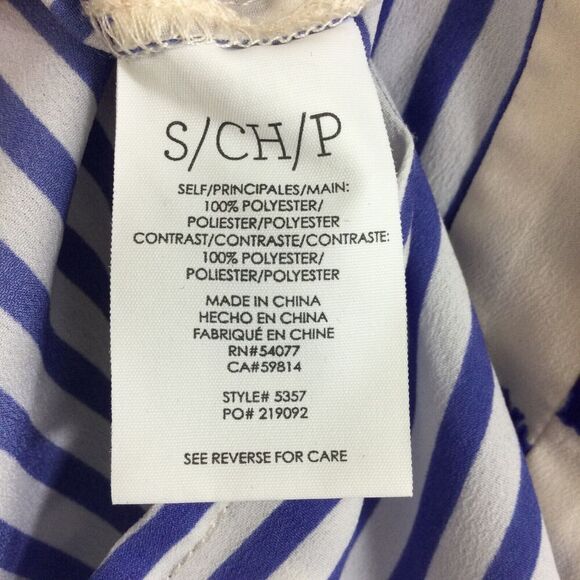 S/CH/P
SELF/PRINCIPALES/MAIN:
100% POLYESTER/
POLIESTER/POLYESTER
CONTRAST/CONTRASTE/CONTRASTE:
100% POLYESTER/
POLIESTER/POLYESTER
MADE IN CHINA
HECHO EN CHINA
FABRIQUÉ EN CHINE
RN#54077
CA#59814
STYLE# 5357
PO# 219092
SEE REVERSE FOR CARE